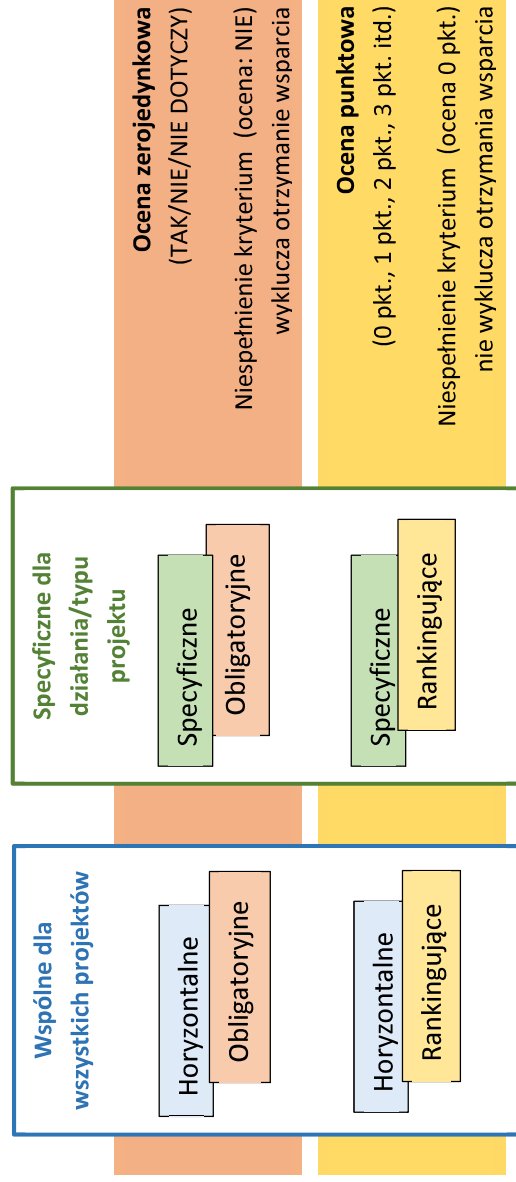 Wspólne dla
wszystkich projektów
Specyficzne dla
działania/typu
projektu
Horyzontalne
Obligatoryjne
Specyficzne
Obligatoryjne
Ocena zerojedynkowa
(TAK/NIE/NIE DOTYCZY)
Niespełnienie kryterium (ocena: NIE)
wyklucza otrzymanie wsparcia
Horyzontalne
Rankingujące
Specyficzne
Rankingujące
Ocena punktowa
(0 pkt., 1 pkt., 2 pkt., 3 pkt. itd.)
Niespełnienie kryterium (ocena 0 pkt.)
nie wyklucza otrzymania wsparcia